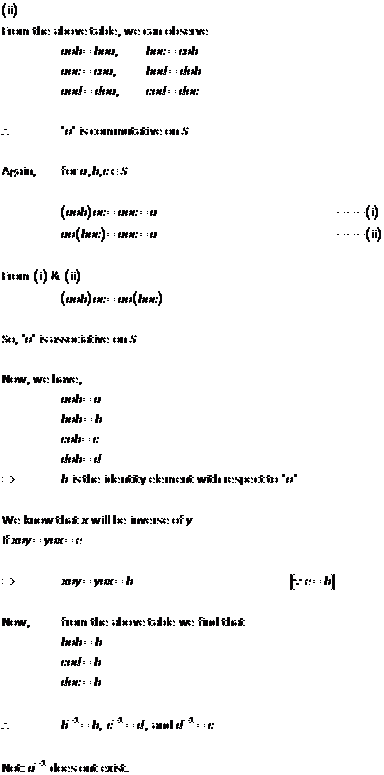 (ii)
From the above table, we can observe
aob = boa, boc = cob
aoc = coa, bod = dob
aod = doa, cod = doc
∴ 'o' is commutative on S
Again, for a,b,c ∈ S
(aob)oc = aoc = a (i)
ao(boc) = aoc = a (ii)
From (i) & (ii)
(aob)oc = ao(boc)
So, 'o' is associative on S
Now, we have,
aob = a
bob = b
cob = c
dob = d
⇒ b is the identity element with respect to 'o'
We know that x will be inverse of y
If xoy = yox = e
⇒ xoy = yox = b [∵ e = b]
Now, from the above table we find that
bob = b
cod = b
doc = b
∴ b⁻¹ = b, c⁻¹ = d, and d⁻¹ = c
Note: a⁻¹ does not exist.